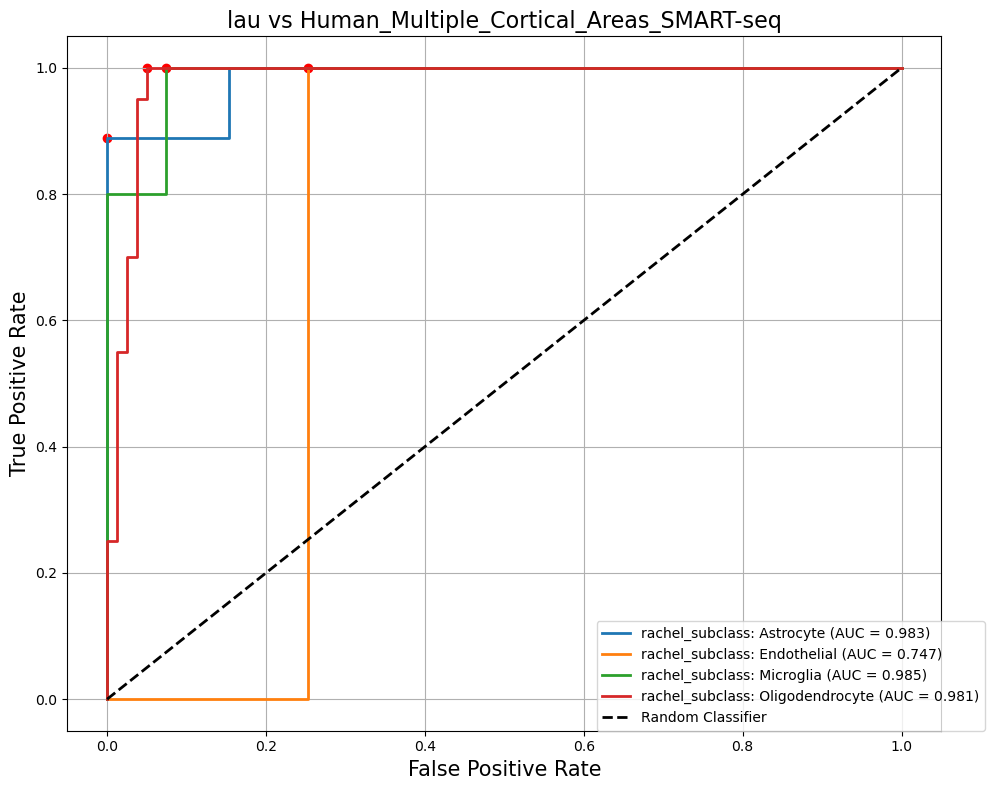 lau vs Human_Multiple_Cortical_Areas_SMART-seq
True Positive Rate
1.0
0.8
0.6
0.4
0.2
0.0
0.0 0.2 0.4 0.6 0.8 1.0
False Positive Rate
rachel_subclass: Astrocyte (AUC = 0.983)
rachel_subclass: Endothelial (AUC = 0.747)
rachel_subclass: Microglia (AUC = 0.985)
rachel_subclass: Oligodendrocyte (AUC = 0.981)
Random Classifier